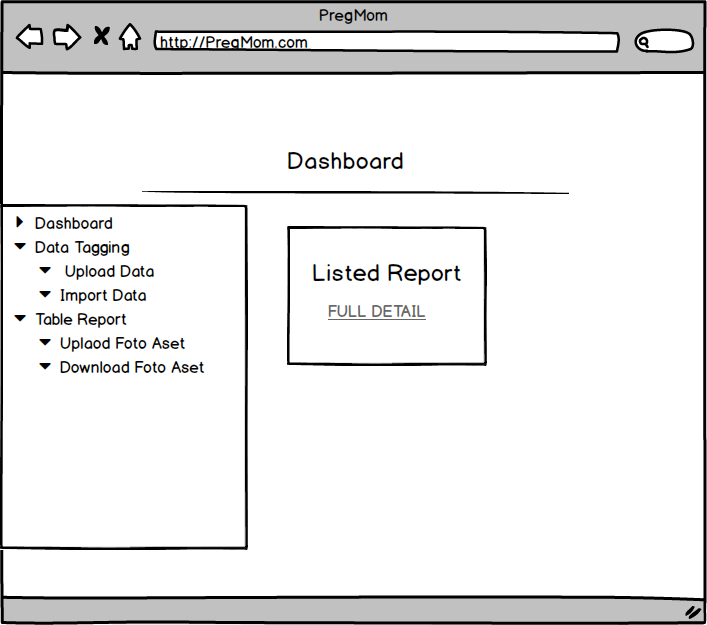 PregMom
http://PregMom.com
Dashboard
Dashboard
Data Tagging
Upload Data
Import Data
Table Report
Uplaod Foto Aset
Download Foto Aset
Listed Report
FULL DETAIL